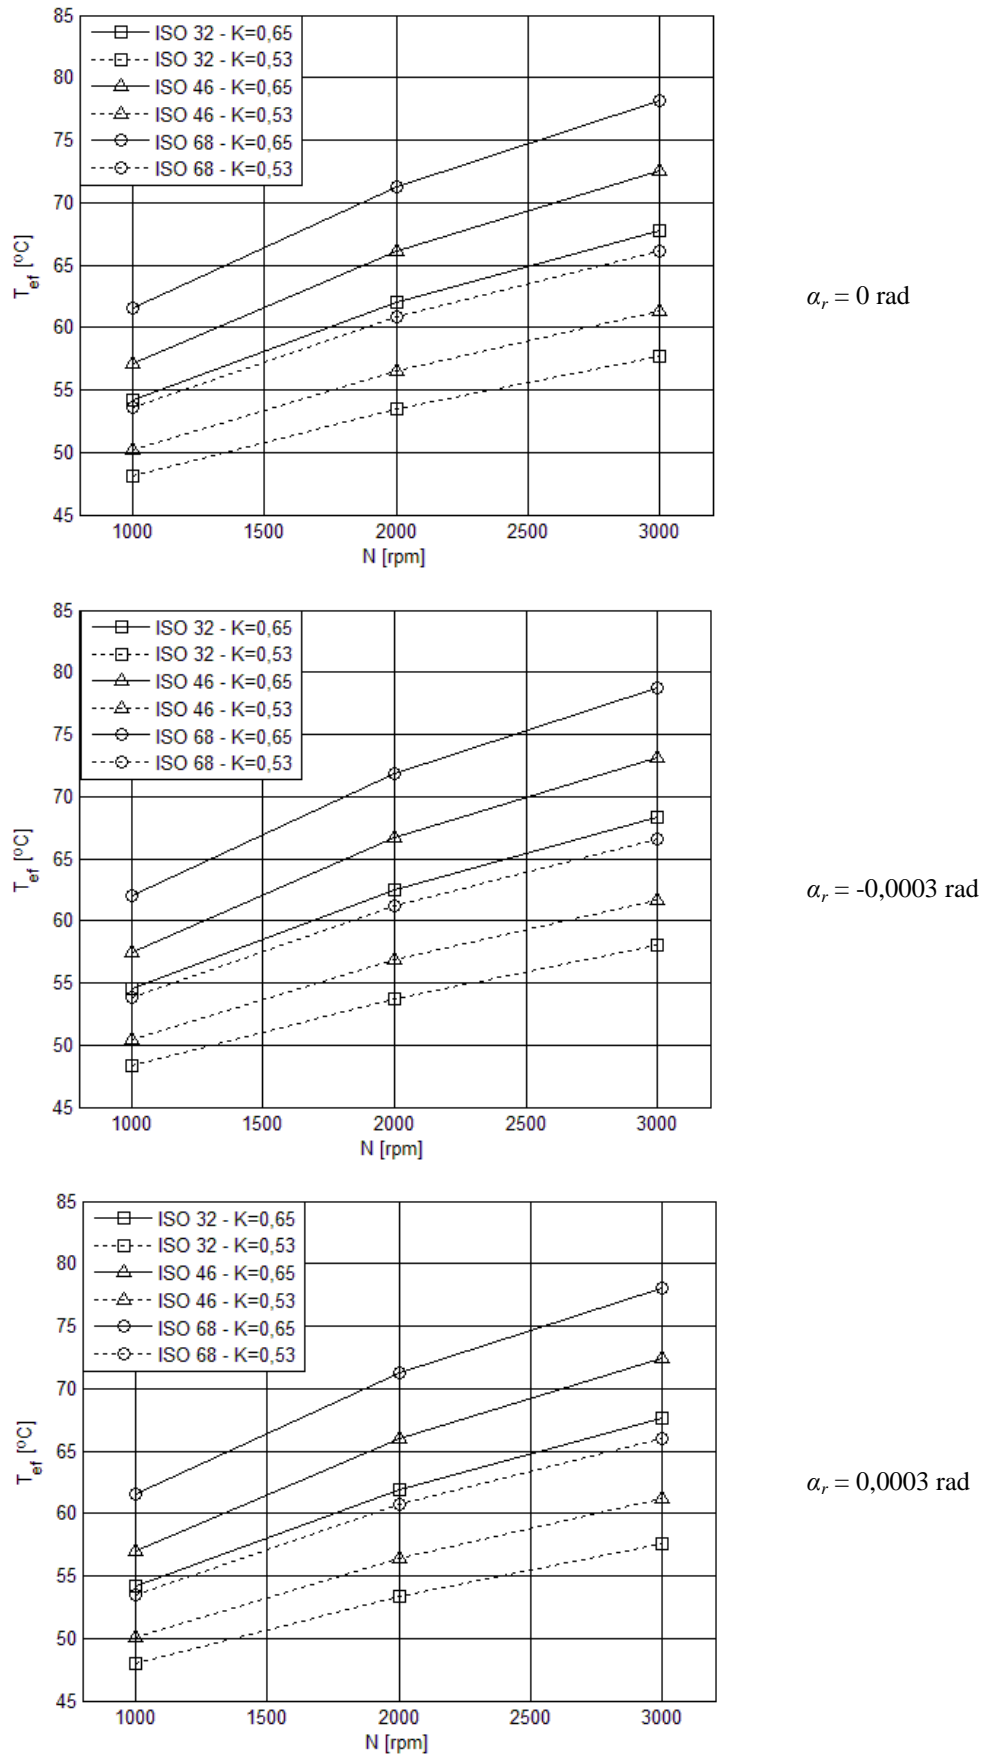 85
80
75
70
65
60
55
50
45
T_ef [ºC]
ISO 32 - K=0,65
ISO 32 - K=0,53
ISO 46 - K=0,65
ISO 46 - K=0,53
ISO 68 - K=0,65
ISO 68 - K=0,53
1000 1500 2000 2500 3000
N [rpm]
α_r = 0 rad
85
80
75
70
65
60
55
50
45
T_ef [ºC]
ISO 32 - K=0,65
ISO 32 - K=0,53
ISO 46 - K=0,65
ISO 46 - K=0,53
ISO 68 - K=0,65
ISO 68 - K=0,53
1000 1500 2000 2500 3000
N [rpm]
α_r = -0,0003 rad
85
80
75
70
65
60
55
50
45
T_ef [ºC]
ISO 32 - K=0,65
ISO 32 - K=0,53
ISO 46 - K=0,65
ISO 46 - K=0,53
ISO 68 - K=0,65
ISO 68 - K=0,53
1000 1500 2000 2500 3000
N [rpm]
α_r = 0,0003 rad